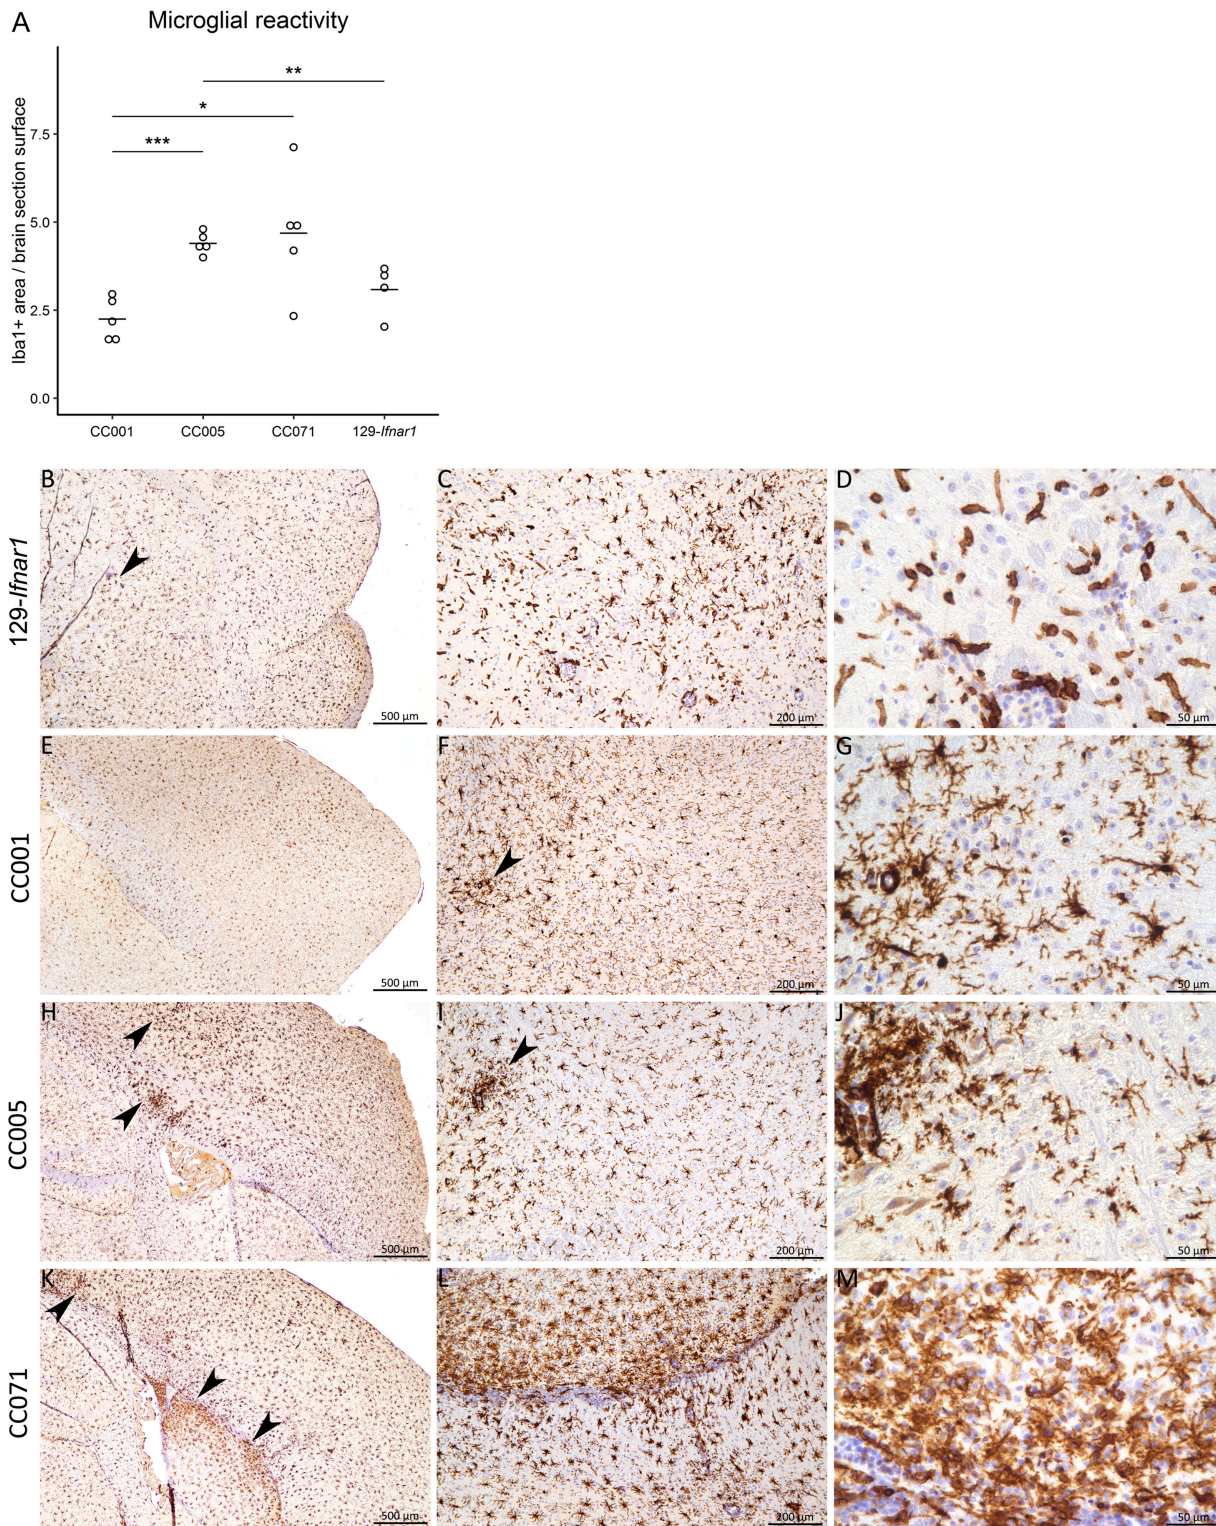 A
Microglial reactivity
Iba1+ area / brain section surface
7.5
5.0
2.5
0.0
***
*
**
CC001
CC005
CC071
129-Ifnar1
129-Ifnar1
B
500 µm
C
200 µm
D
50 µm
CC001
E
500 µm
F
200 µm
G
50 µm
CC005
H
500 µm
I
200 µm
J
50 µm
CC071
K
500 µm
L
200 µm
M
50 µm